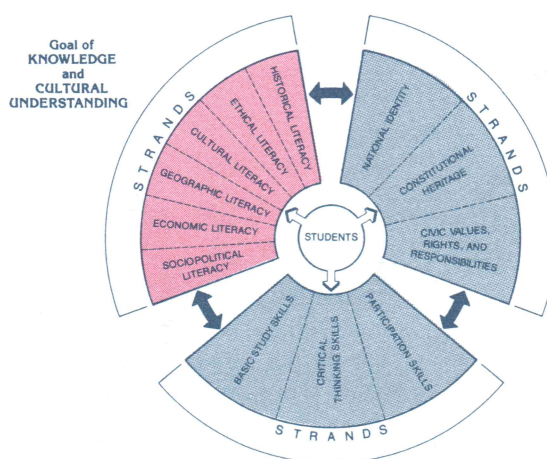 Goal of
KNOWLEDGE
and
CULTURAL
UNDERSTANDING
STRANDS
HISTORICAL LITERACY
ETHICAL LITERACY
CULTURAL LITERACY
GEOGRAPHIC LITERACY
ECONOMIC LITERACY
SOCIOPOLITICAL
LITERACY
STRANDS
NATIONAL IDENTITY
CONSTITUTIONAL
HERITAGE
CIVIC VALUES,
RIGHTS, AND
RESPONSIBILITIES
STUDENTS
BASIC STUDY SKILLS
CRITICAL
THINKING SKILLS
PARTICIPATION SKILLS
STRANDS